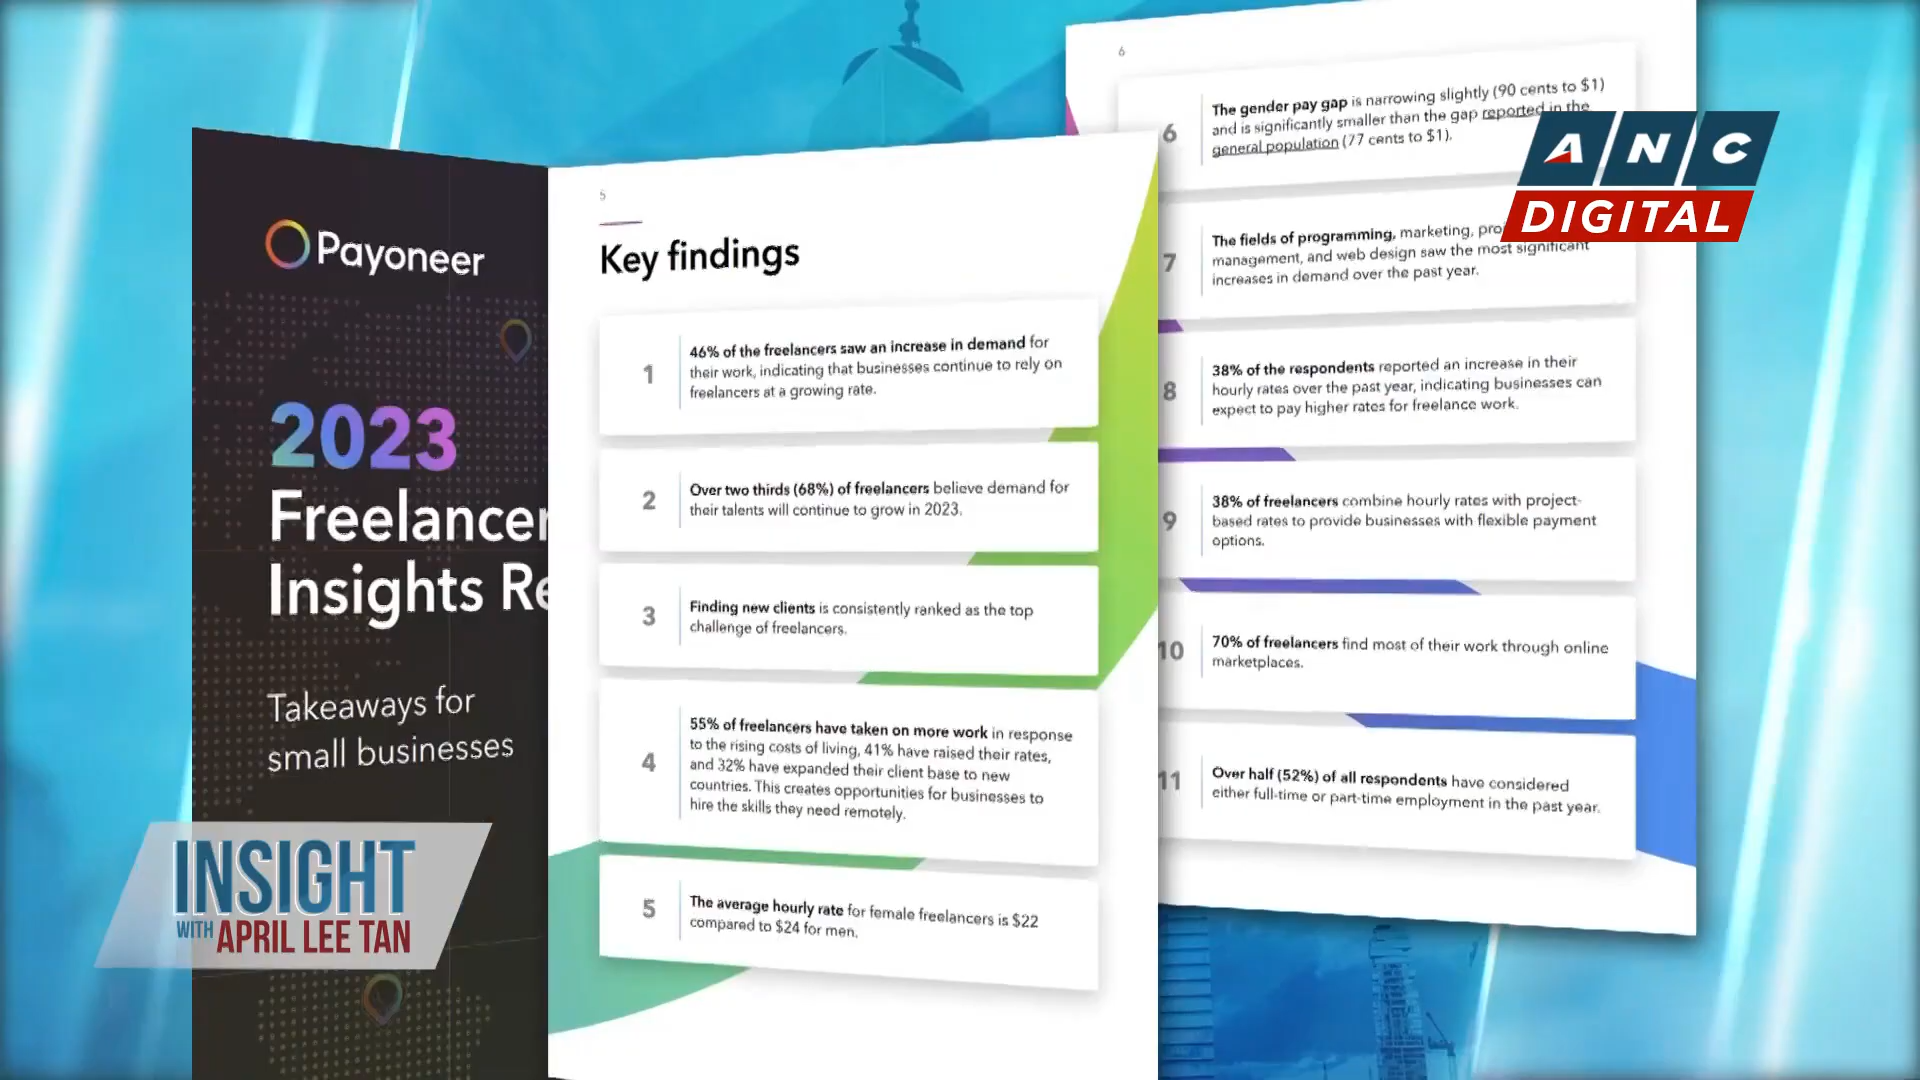 Payoneer
2023
Freelancer
Insights Re
Takeaways for
small businesses
5
Key findings
1
46% of the freelancers saw an increase in demand for
their work, indicating that businesses continue to rely on
freelancers at a growing rate.
2
Over two thirds (68%) of freelancers believe demand for
their talents will continue to grow in 2023.
3
Finding new clients is consistently ranked as the top
challenge of freelancers.
4
55% of freelancers have taken on more work in response
to the rising costs of living, 41% have raised their rates,
and 32% have expanded their client base to new
countries. This creates opportunities for businesses to
hire the skills they need remotely.
5
The average hourly rate for female freelancers is $22
compared to $24 for men.
6
6
The gender pay gap is narrowing slightly (90 cents to $1)
and is significantly smaller than the gap reported in the
general population (77 cents to $1).
7
The fields of programming, marketing, pro
management, and web design saw the most significant
increases in demand over the past year.
8
38% of the respondents reported an increase in their
hourly rates over the past year, indicating businesses can
expect to pay higher rates for freelance work.
9
38% of freelancers combine hourly rates with project-
based rates to provide businesses with flexible payment
options.
10
70% of freelancers find most of their work through online
marketplaces.
11
Over half (52%) of all respondents have considered
either full-time or part-time employment in the past year.
ANC
DIGITAL
INSIGHT
WITH APRIL LEE TAN